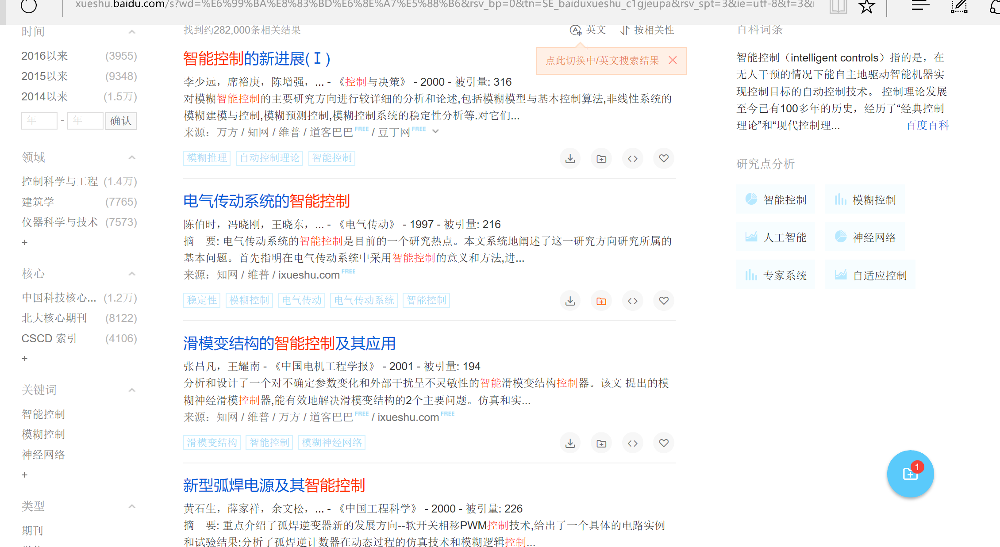 xueshu.baidu.com/s?wd=%E6%99%BA%E8%83%BD%E6%8E%A7%E5%88%B6&rsv_bp=0&tn=SE_baiduxueshu_c1gjeupa&rsv_spt=3&ie=utf-8&f=3&
时间
2016以来 (3955)
2015以来 (9348)
2014以来 (1.5万)
年 - 年 确认
领域
控制科学与工程 (1.4万)
建筑学 (7765)
仪器科学与技术 (7573)
+
核心
中国科技核心... (1.2万)
北大核心期刊 (8122)
CSCD 索引 (4106)
+
关键词
智能控制
模糊控制
神经网络
+
类型
期刊
找到约282,000条相关结果
英文 按相关性
点此切换中/英文搜索结果
智能控制的新进展(Ⅰ)
李少远，席裕庚，陈增强，... - 《控制与决策》 - 2000 - 被引量: 316
对模糊智能控制的主要研究方向进行较详细的分析和论述,包括模糊模型与基本控制算法,非线性系统的
模糊建模与控制,模糊预测控制,模糊控制系统的稳定性分析等.对它们...
来源：万方 / 知网 / 维普 / 道客巴巴FREE / 豆丁网FREE
模糊推理 自动控制理论 智能控制
电气传动系统的智能控制
陈伯时，冯晓刚，王晓东，... - 《电气传动》 - 1997 - 被引量: 216
摘 要: 电气传动系统的智能控制是目前的一个研究热点。本文系统地阐述了这一研究方向研究所属的
基本问题。首先指明在电气传动系统中采用智能控制的意义和方法,进...
来源：知网 / 维普 / ixueshu.comFREE
稳定性 模糊控制 电气传动 电气传动系统 智能控制
滑模变结构的智能控制及其应用
张昌凡，王耀南 - 《中国电机工程学报》 - 2001 - 被引量: 194
分析和设计了一个对不确定参数变化和外部干扰呈不灵敏性的智能滑模变结构控制器。该文 提出的模
糊神经滑模控制器,能有效地解决滑模变结构的2个主要问题。仿真和实...
来源：知网 / 维普 / 万方 / 道客巴巴FREE / ixueshu.comFREE
滑模变结构 智能控制 模糊神经网络
新型弧焊电源及其智能控制
黄石生，薛家祥，余文松，... - 《中国工程科学》 - 2000 - 被引量: 226
摘 要: 重点介绍了孤焊逆变器新的发展方向--软开关相移PWM控制技术,给出了一个具体的电路实例
和试验结果;分析了孤焊逆计数器在动态过程的仿真技术和模糊逻辑控制...
百科词条
智能控制（intelligent controls）指的是，在
无人干预的情况下能自主地驱动智能机器实
现控制目标的自动控制技术。 控制理论发展
至今已有100多年的历史，经历了“经典控制
理论”和“现代控制理... 百度百科
研究点分析
智能控制 模糊控制
人工智能 神经网络
专家系统 自适应控制
1